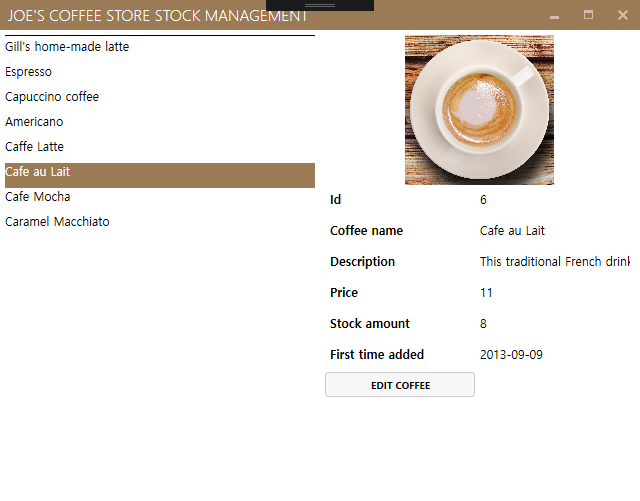 JOE'S COFFEE STORE STOCK MANAGEMENT
Gill's home-made latte
Espresso
Capuccino coffee
Americano
Caffe Latte
Cafe au Lait
Cafe Mocha
Caramel Macchiato
Id 6
Coffee name Cafe au Lait
Description This traditional French drink
Price 11
Stock amount 8
First time added 2013-09-09
EDIT COFFEE